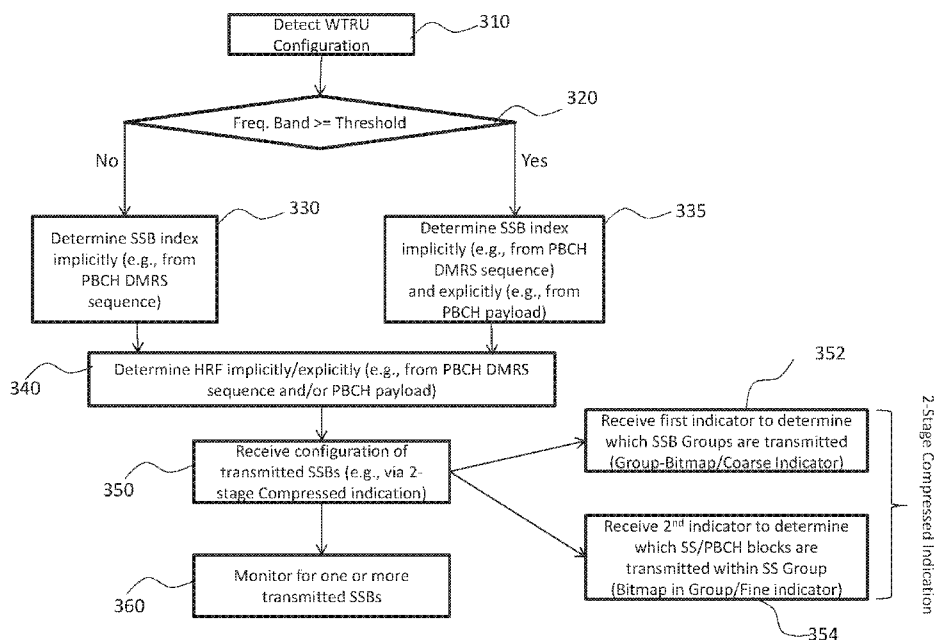 Detect WTRU
Configuration
310
320
Freq. Band >= Threshold
No
Yes
330
335
Determine SSB index
implicitly (e.g., from
PBCH DMRS
sequence)
Determine SSB index
implicitly (e.g., from PBCH
DMRS sequence)
and explicitly (e.g., from
PBCH payload)
340
Determine HRF implicitly/explicitly (e.g., from PBCH DMRS
sequence and/or PBCH payload)
350
Receive configuration of
transmitted SSBs (e.g., via 2-
stage Compressed indication)
352
Receive first indicator to determine
which SSB Groups are transmitted
(Group-Bitmap/Coarse Indicator)
Receive 2nd indicator to determine
which SS/PBCH blocks are
transmitted within SS Group
(Bitmap in Group/Fine indicator)
354
2-Stage Compressed Indication
Monitor for one or more
transmitted SSBs
360